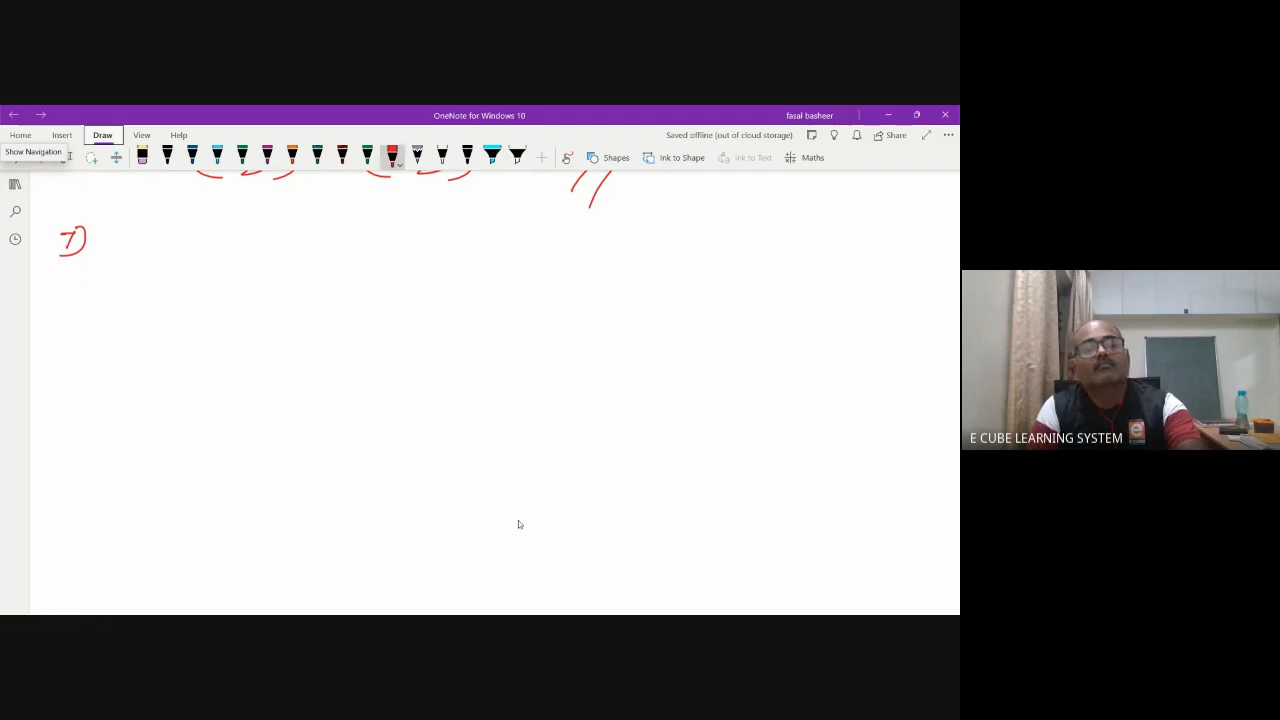 OneNote for Windows 10
fasal basheer
Home Insert Draw View Help
Saved offline (out of cloud storage)
Share
Show Navigation
Shapes
Ink to Shape
Ink to Text
Maths
7)
E CUBE LEARNING SYSTEM